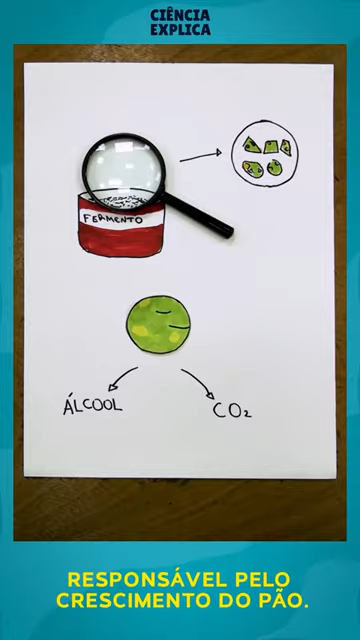 CIÊNCIA
EXPLICA
FERMENTO
ÁLCOOL
CO₂
RESPONSÁVEL PELO
CRESCIMENTO DO PÃO.